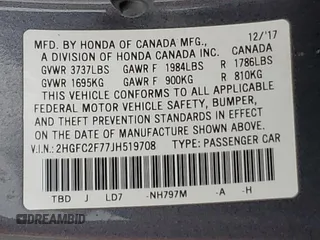 MFD. BY HONDA OF CANADA MFG., 12/'17
A DIVISION OF HONDA CANADA INC. CANADA
GVWR 3737LBS GAWR F 1984LBS R 1786LBS
GVWR 1695KG GAWR F 900KG R 810KG
THIS VEHICLE CONFORMS TO ALL APPLICABLE
FEDERAL MOTOR VEHICLE SAFETY, BUMPER,
AND THEFT PREVENTION STANDARDS IN EFFECT
ON THE DATE OF MANUFACTURE SHOWN ABOVE.
V.I.N.: 2HGFC2F77JH519708 TYPE: PASSENGER CAR
TBD J LD7 -NH797M -A -H
DREAMBID